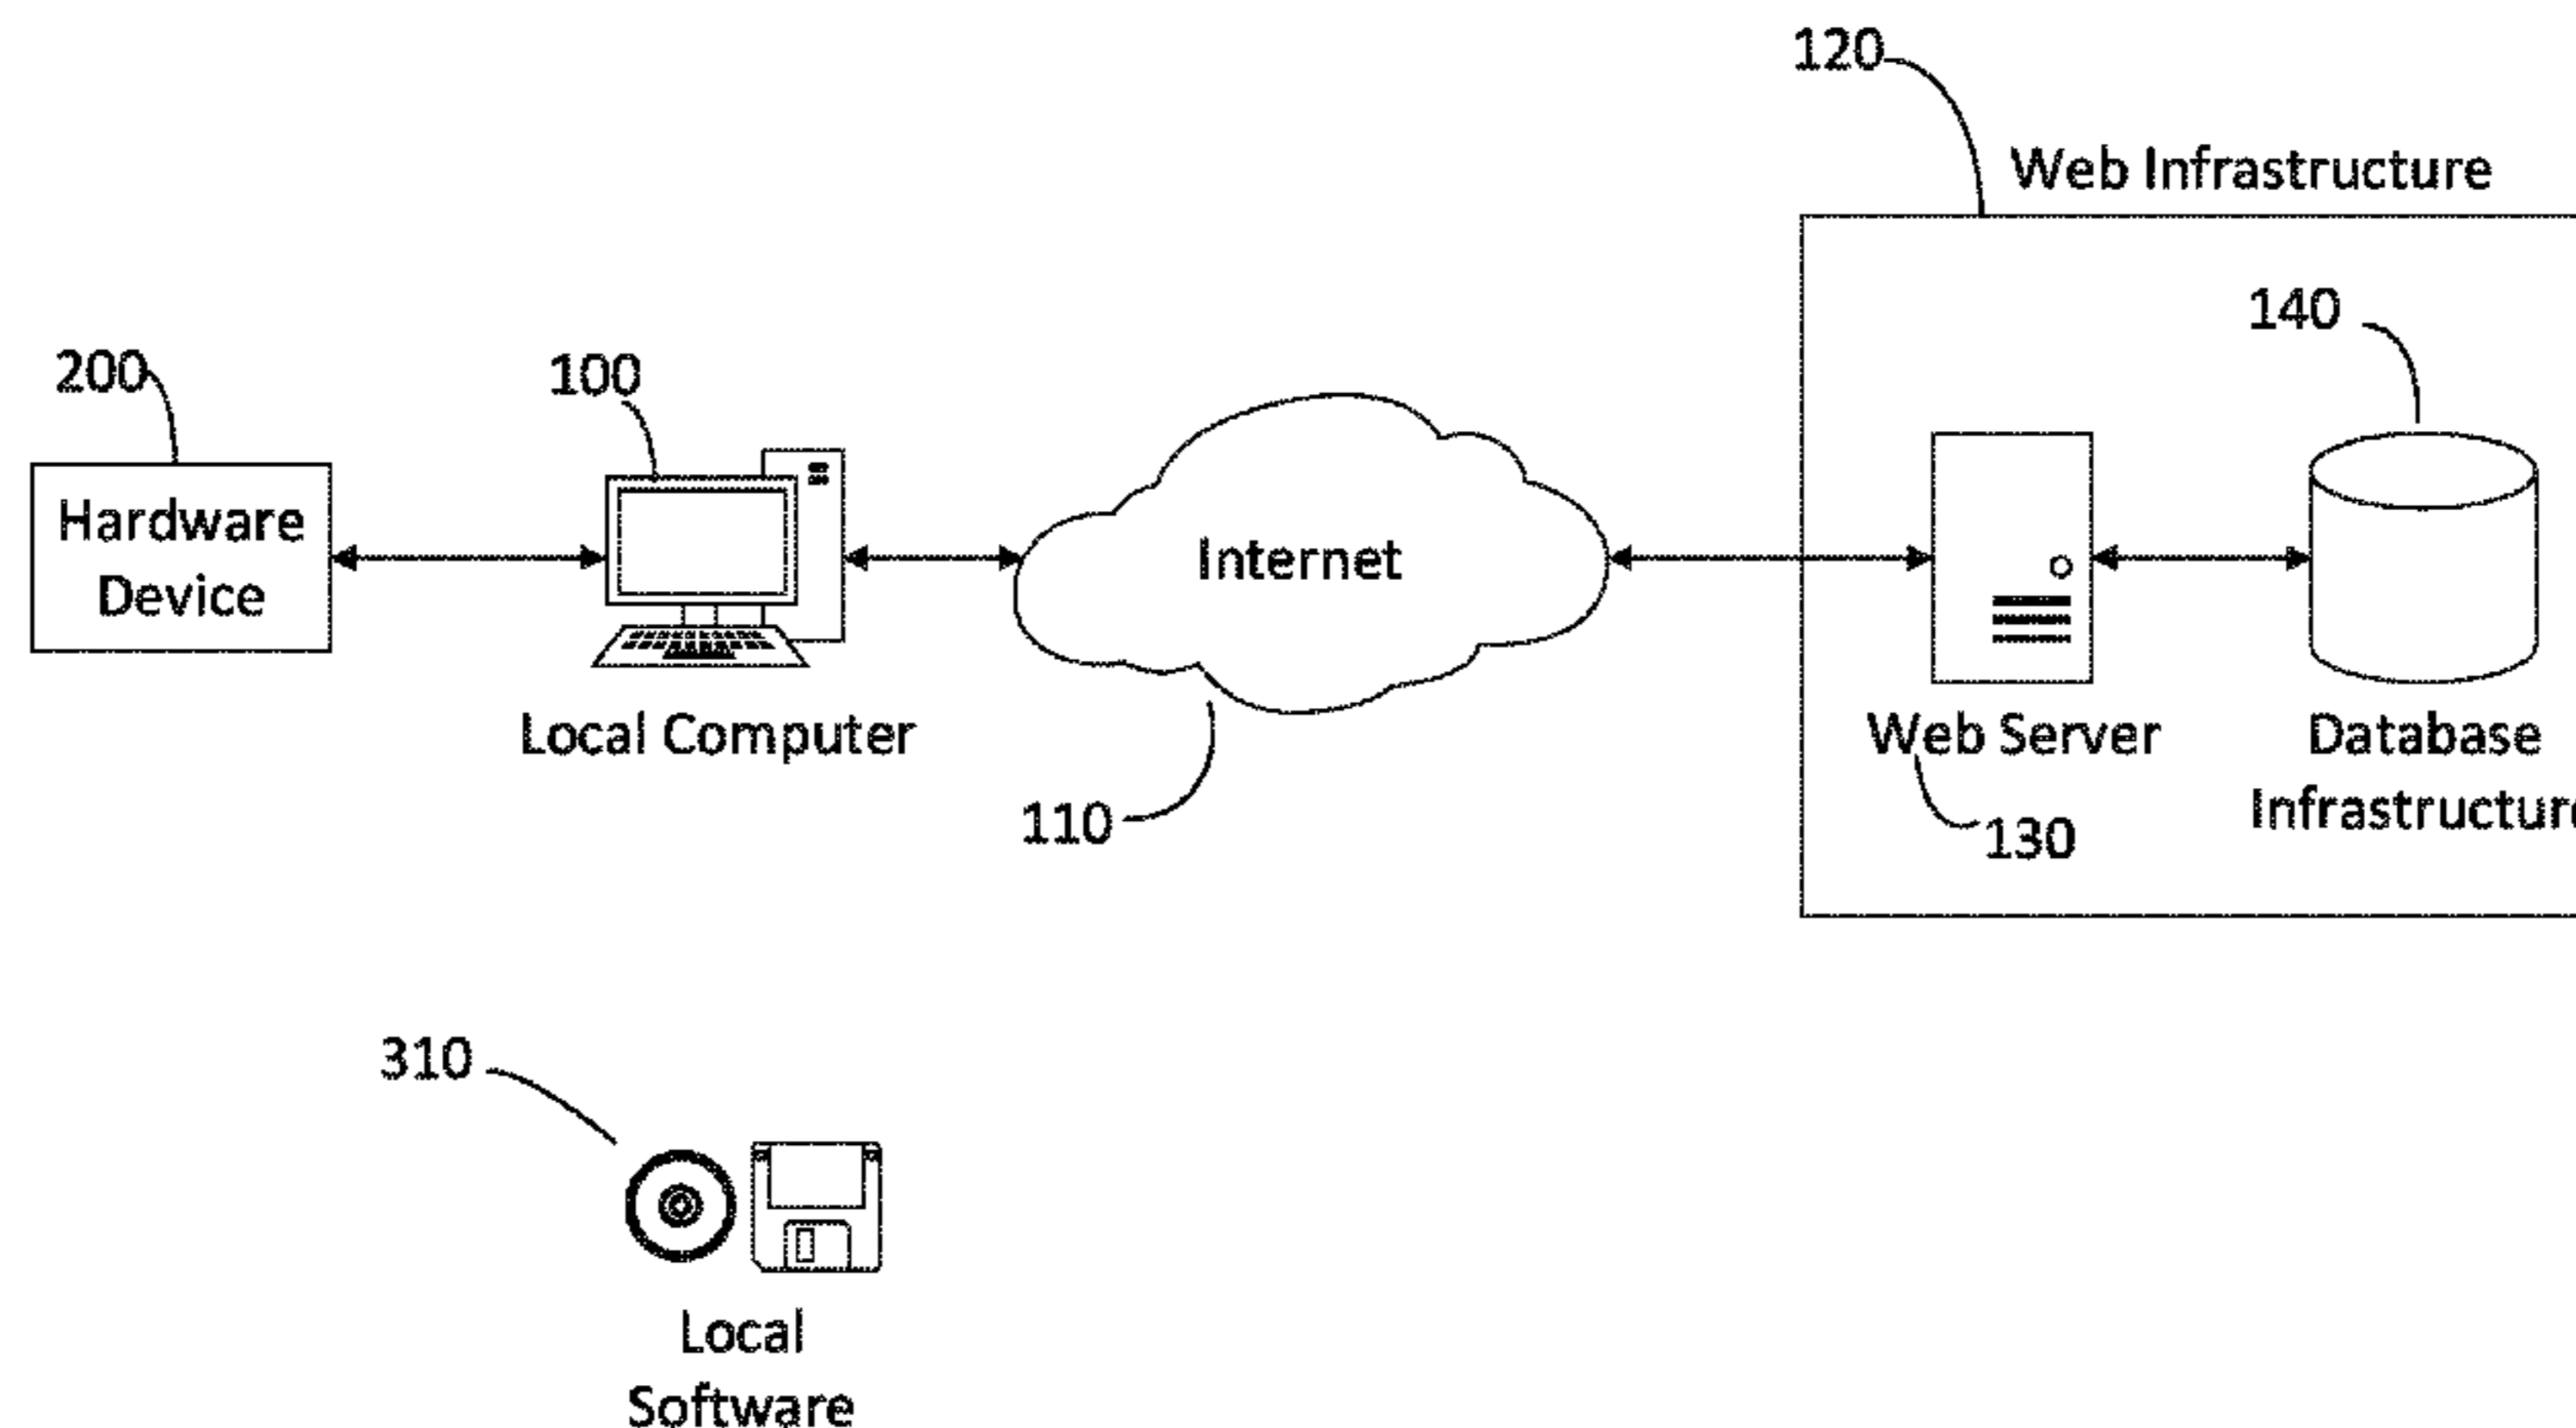 120
Web Infrastructure
140
200
100
Hardware
Device
Internet
Local Computer
Web Server
Database
Infrastructure
110
130
310
Local
Software